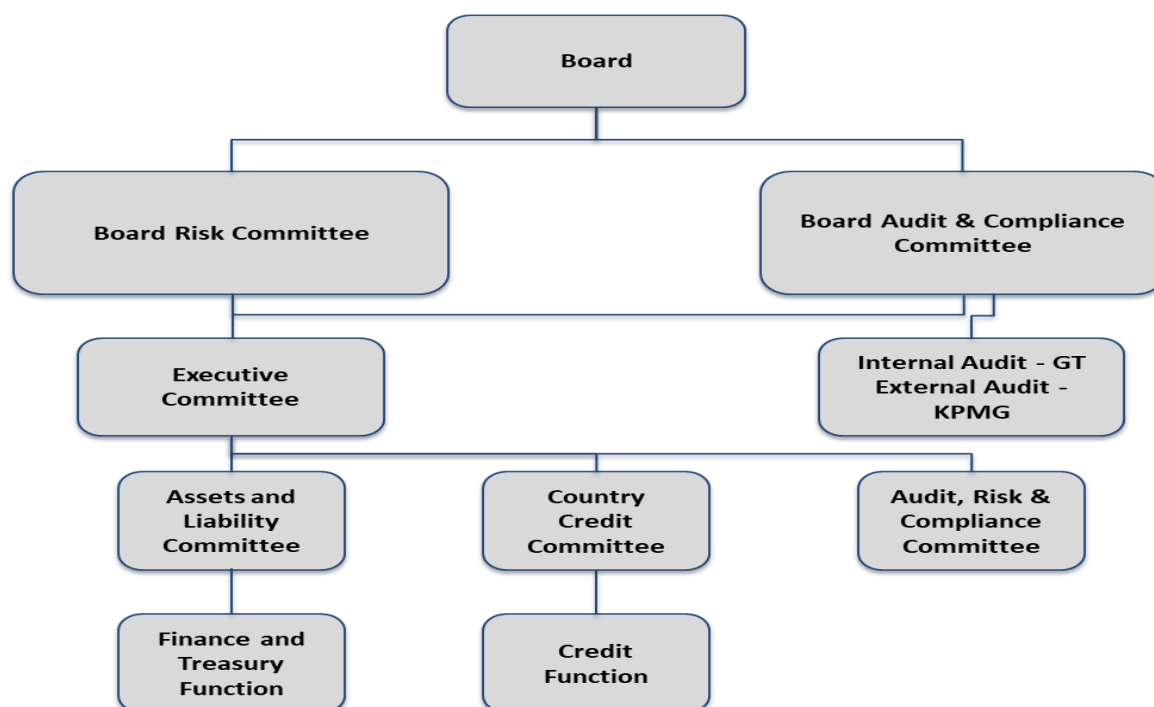 Board
Board Risk Committee
Board Audit & Compliance
Committee
Executive
Committee
Internal Audit - GT
External Audit -
KPMG
Assets and
Liability
Committee
Country
Credit
Committee
Audit, Risk &
Compliance
Committee
Finance and
Treasury
Function
Credit
Function